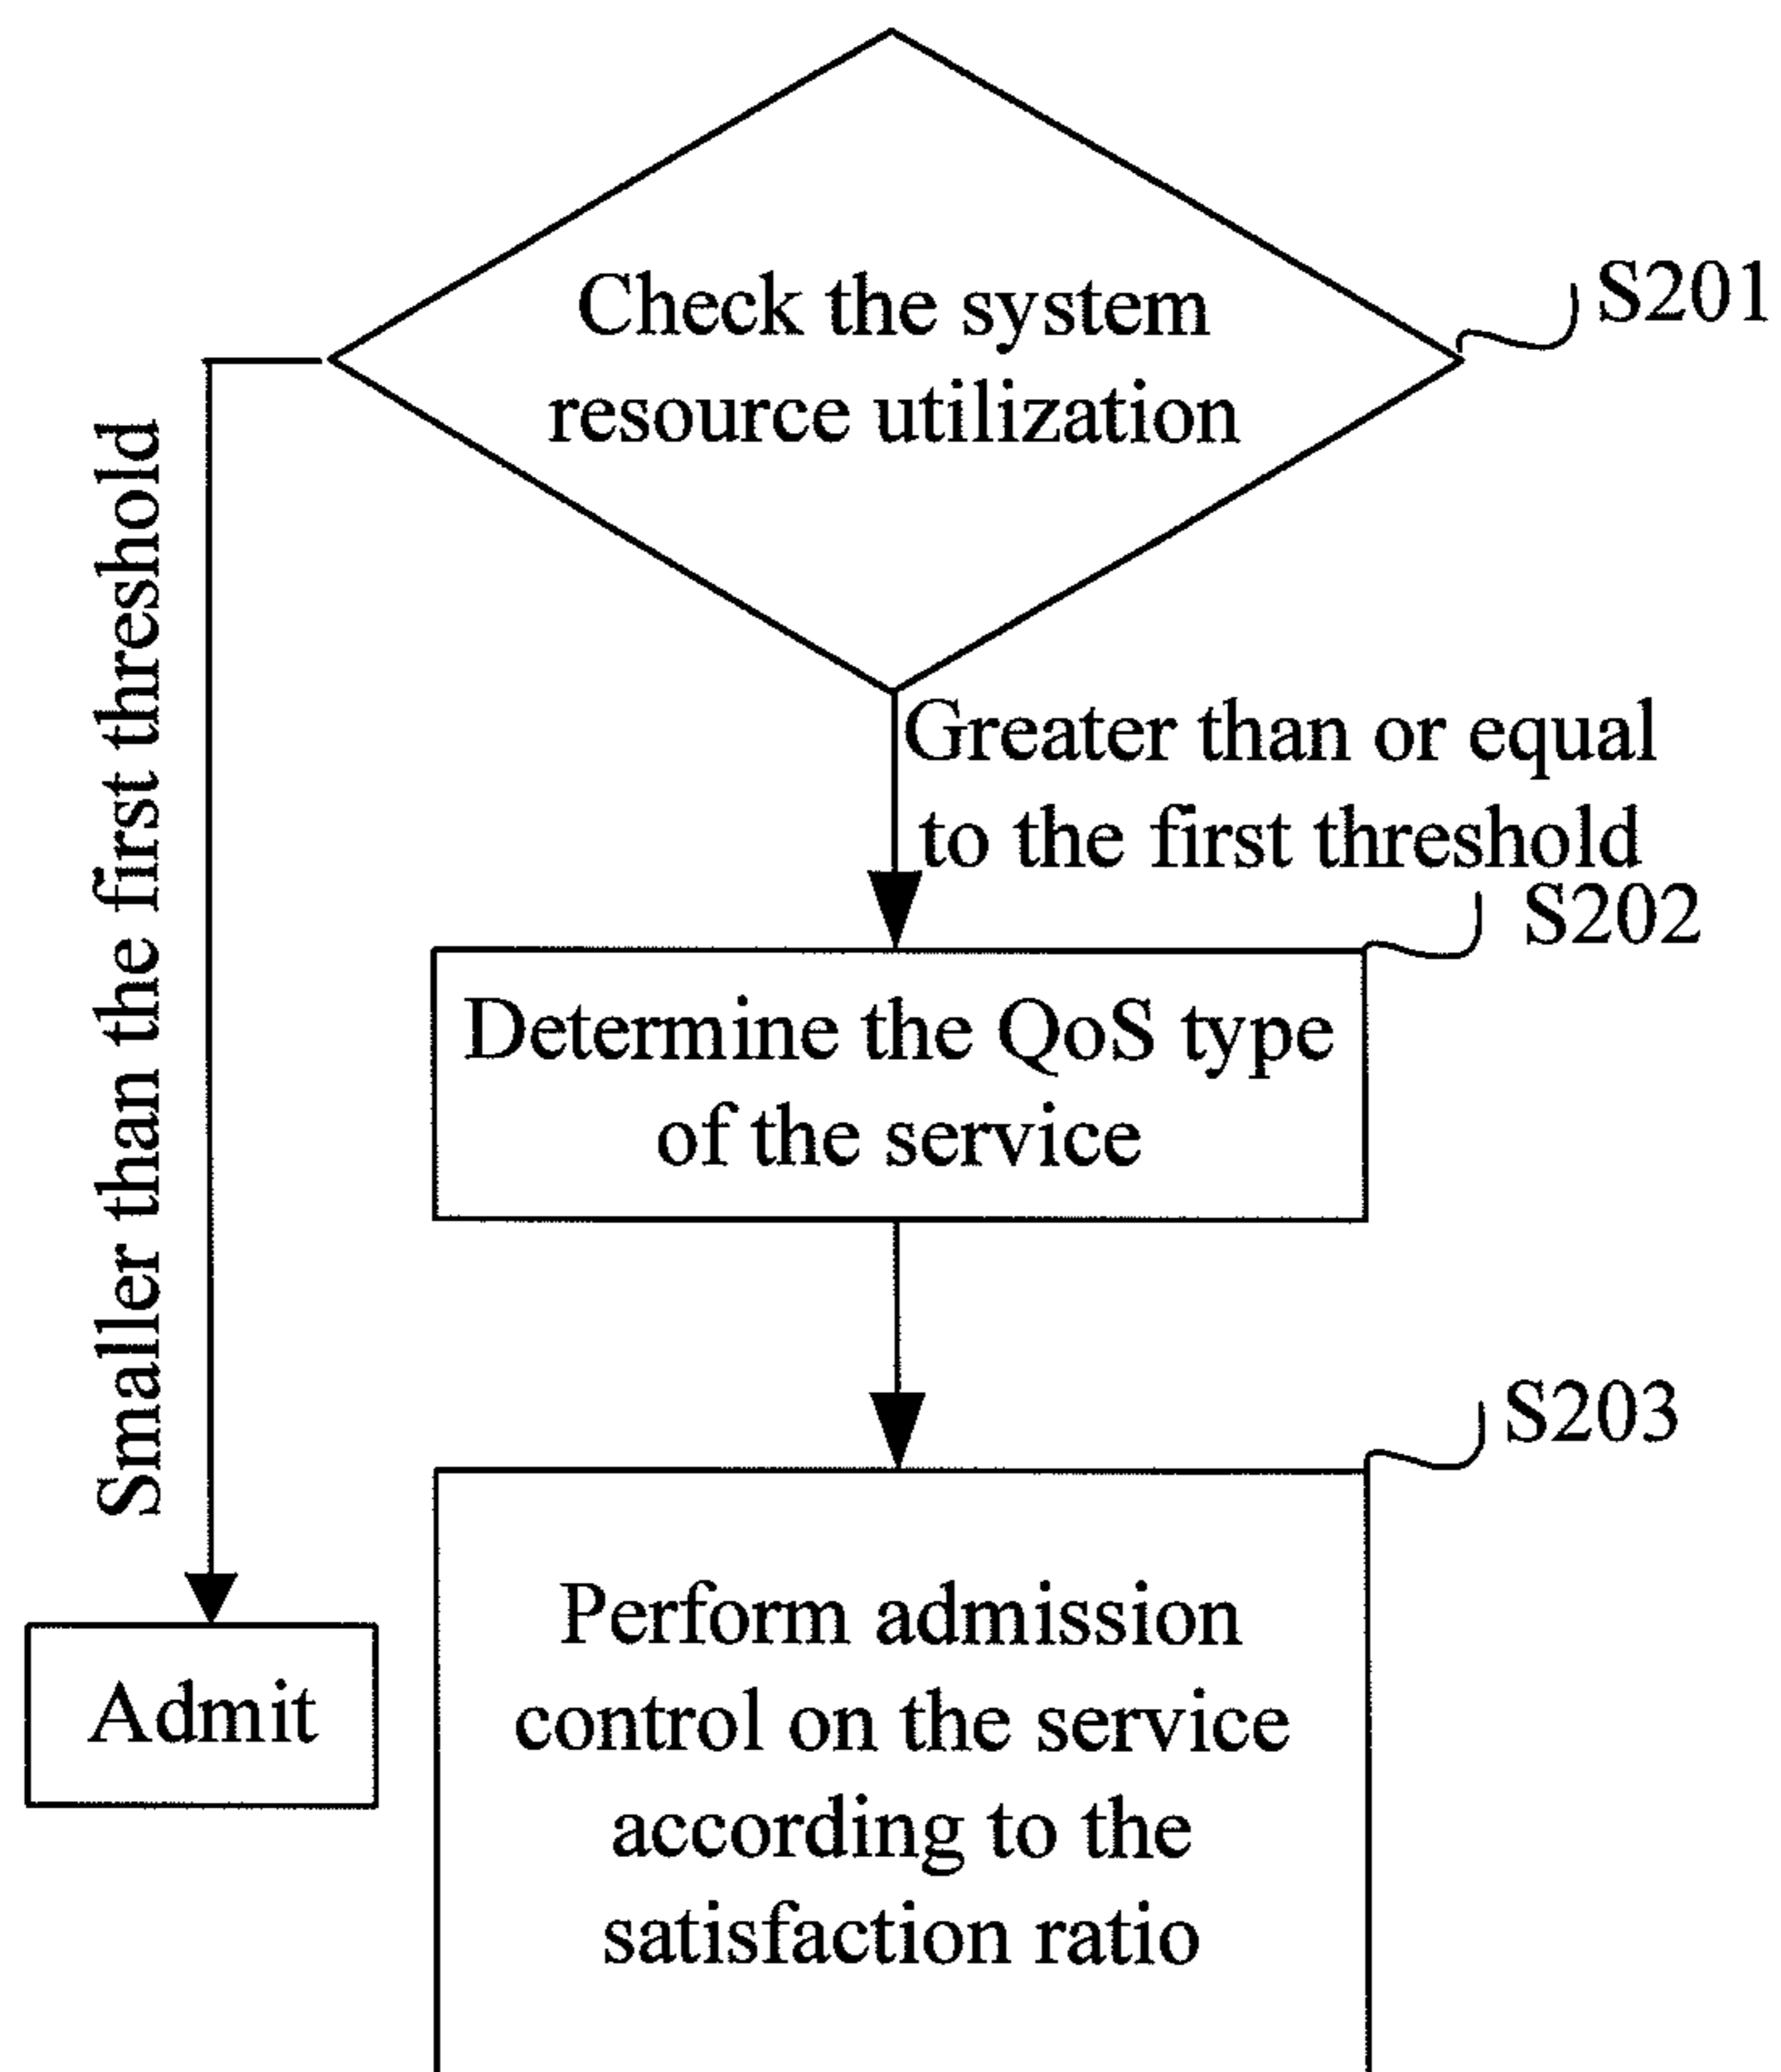 Check the system
resource utilization
S201
Smaller than the first threshold
Greater than or equal
to the first threshold
S202
Determine the QoS type
of the service
S203
Perform admission
control on the service
according to the
satisfaction ratio
Admit